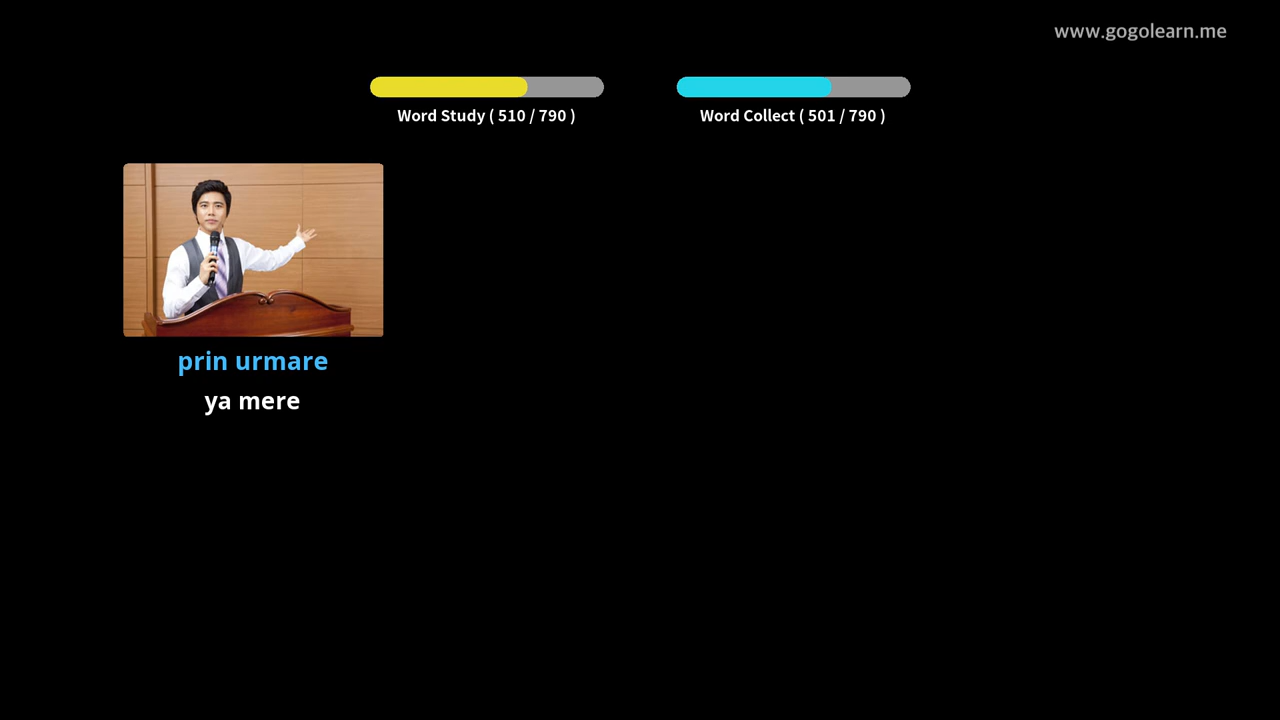 www.gogolearn.me
Word Study ( 510 / 790 )
Word Collect ( 501 / 790 )
prin urmare
ya mere